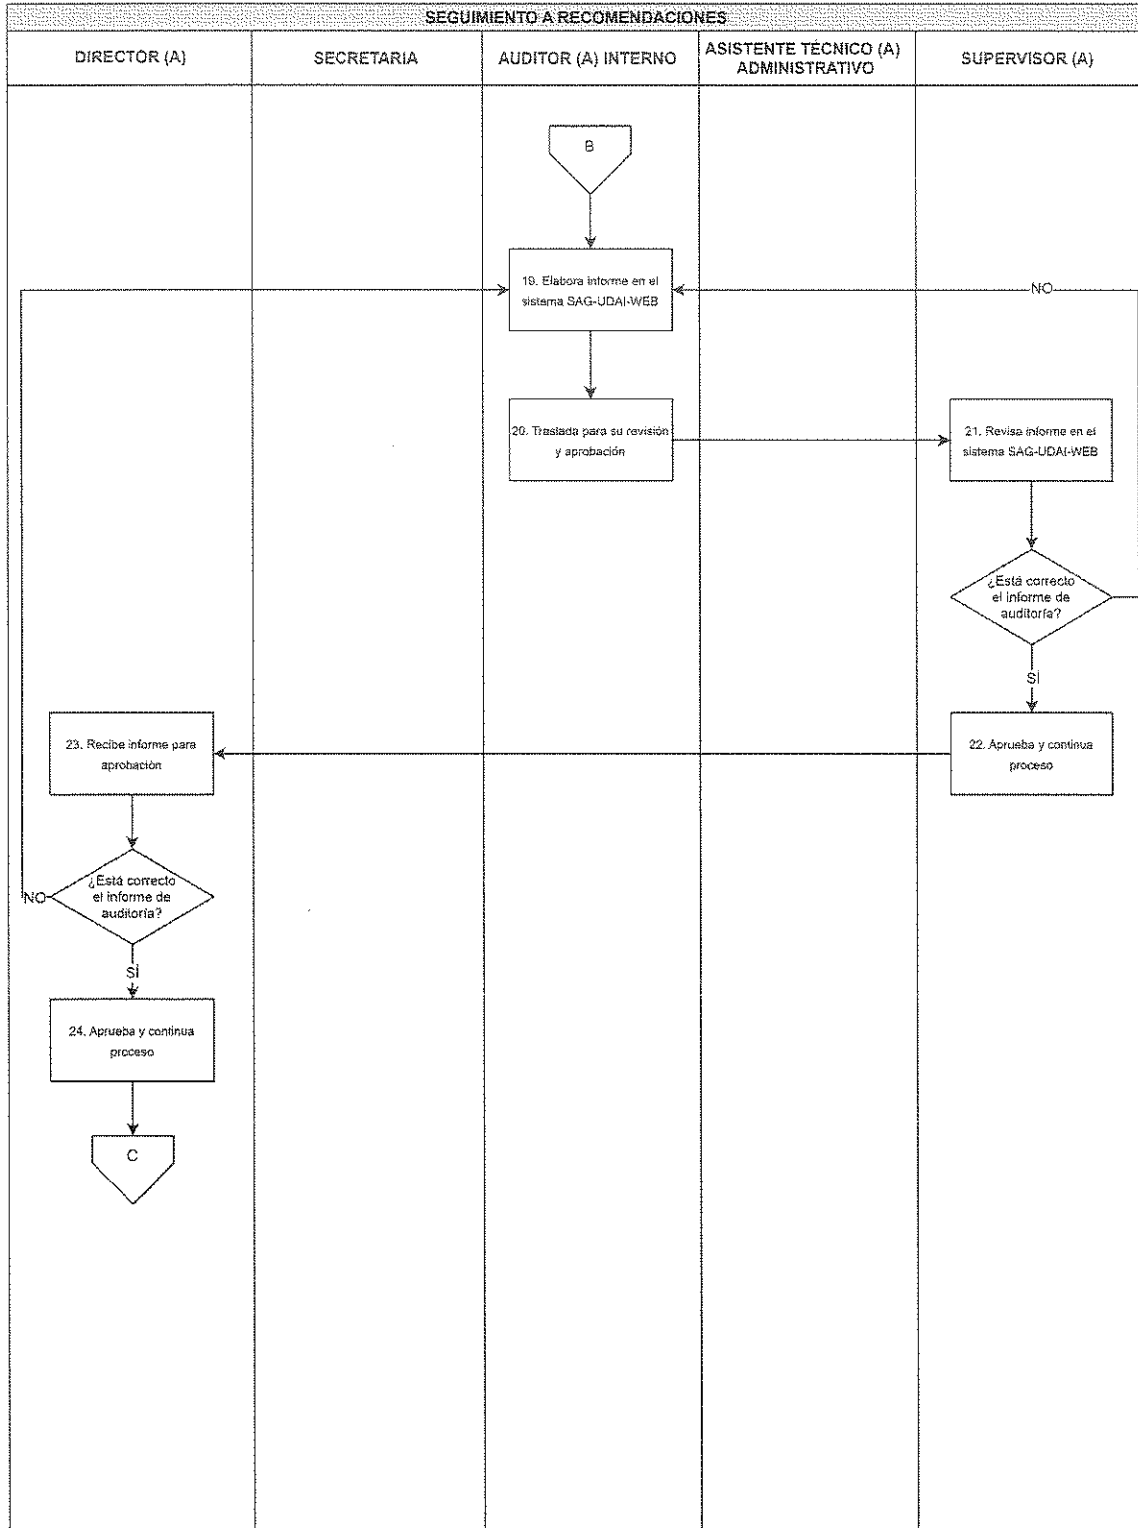 SEGUIMIENTO A RECOMENDACIONES
DIRECTOR (A)
SECRETARIA
AUDITOR (A) INTERNO
ASISTENTE TÉCNICO (A)
ADMINISTRATIVO
SUPERVISOR (A)
B
19. Elabora informe en el
sistema SAG-UDAI-WEB
NO
20. Traslada para su revisión
y aprobación
21. Revisa informe en el
sistema SAG-UDAI-WEB
¿Está correcto
el informe de
auditoría?
SÍ
22. Aprueba y continua
proceso
23. Recibe informe para
aprobación
¿Está correcto
el informe de
auditoría?
NO
SÍ
24. Aprueba y continua
proceso
C